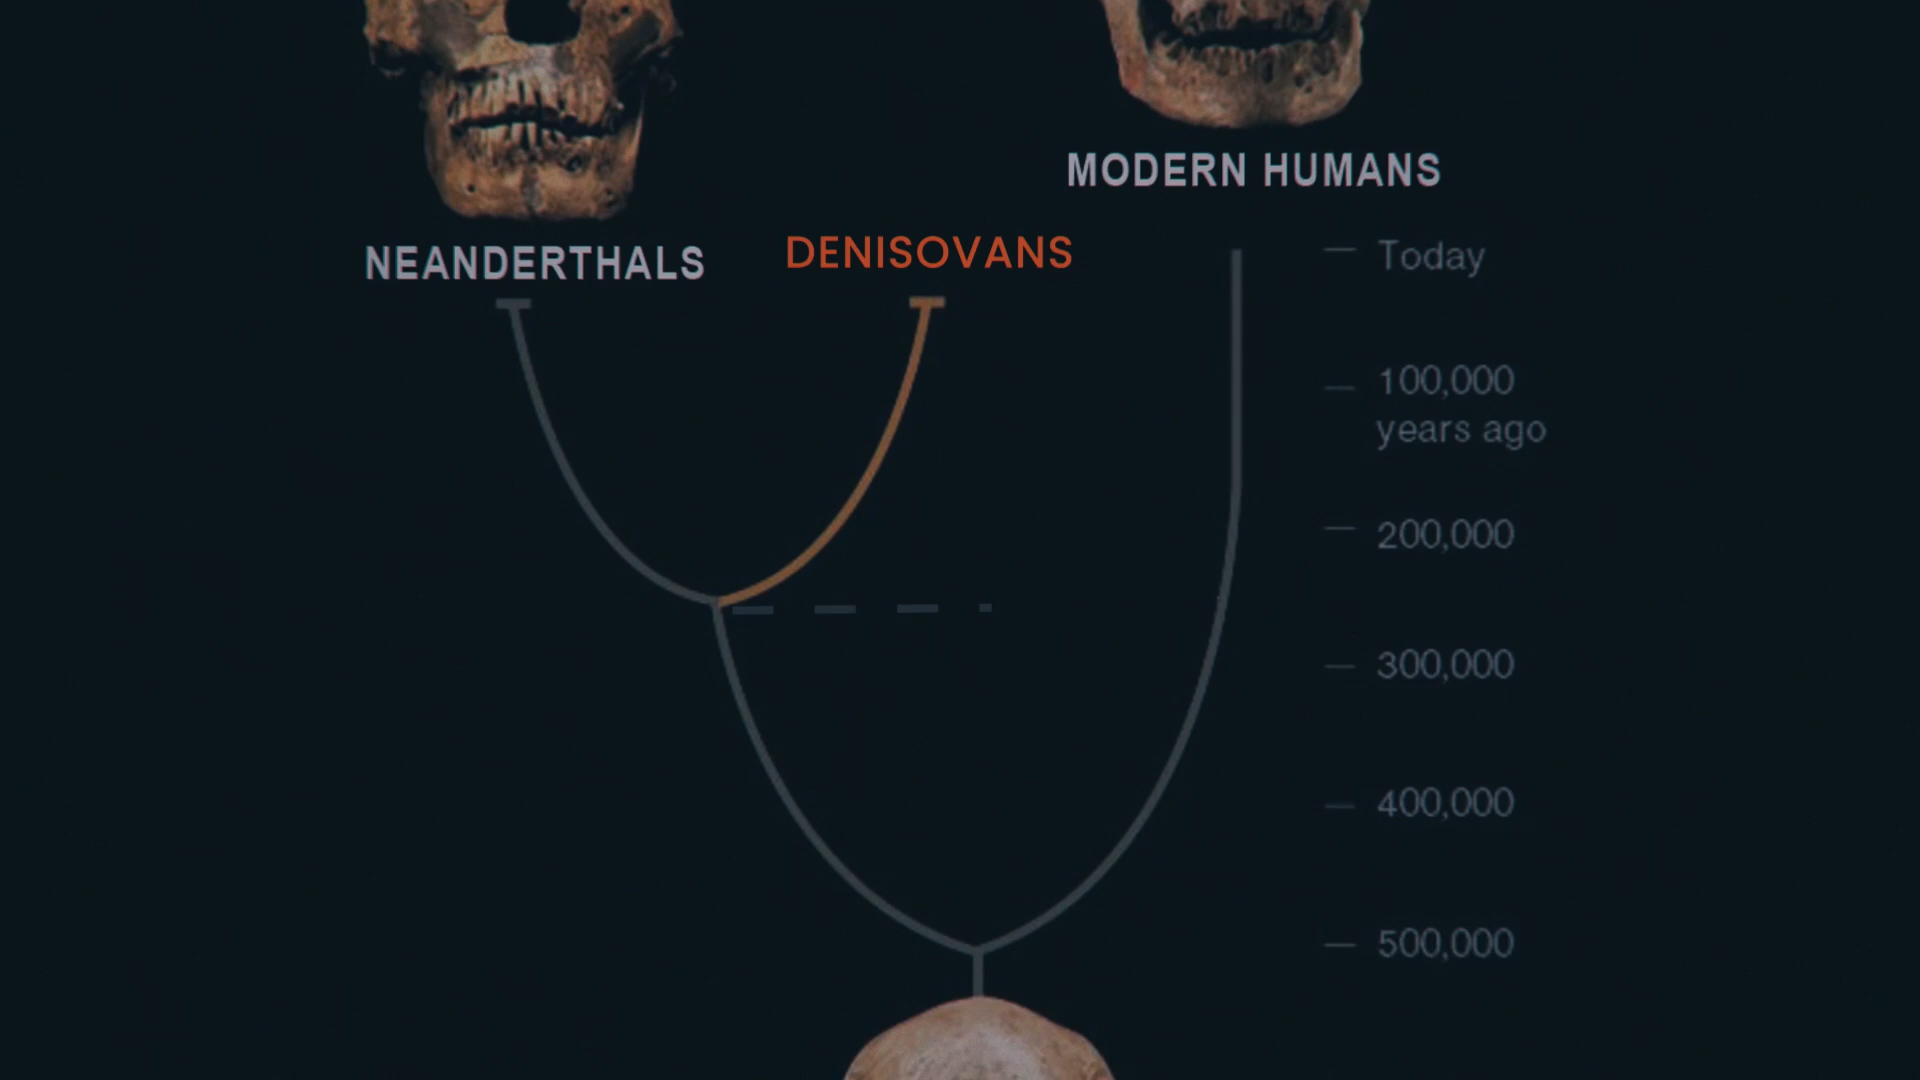 MODERN HUMANS
NEANDERTHALS
DENISOVANS
Today
100,000
years ago
200,000
300,000
400,000
500,000